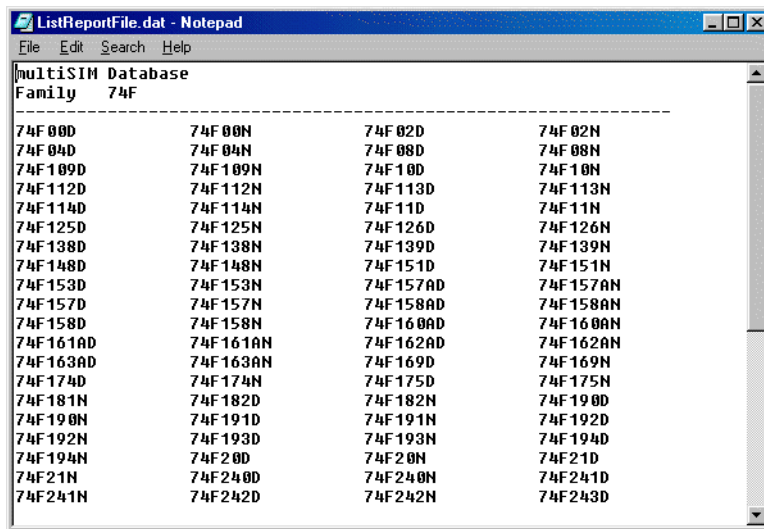 ListReportFile.dat - Notepad
File Edit Search Help
multiSIM Database
Family 74F
--------------------------------------------------------------------
74F00D 74F00N 74F02D 74F02N
74F04D 74F04N 74F08D 74F08N
74F109D 74F109N 74F10D 74F10N
74F112D 74F112N 74F113D 74F113N
74F114D 74F114N 74F11D 74F11N
74F125D 74F125N 74F126D 74F126N
74F138D 74F138N 74F139D 74F139N
74F148D 74F148N 74F151D 74F151N
74F153D 74F153N 74F157AD 74F157AN
74F157D 74F157N 74F158AD 74F158AN
74F158D 74F158N 74F160AD 74F160AN
74F161AD 74F161AN 74F162AD 74F162AN
74F163AD 74F163AN 74F169D 74F169N
74F174D 74F174N 74F175D 74F175N
74F181N 74F182D 74F182N 74F190D
74F190N 74F191D 74F191N 74F192D
74F192N 74F193D 74F193N 74F194D
74F194N 74F20D 74F20N 74F21D
74F21N 74F240D 74F240N 74F241D
74F241N 74F242D 74F242N 74F243D